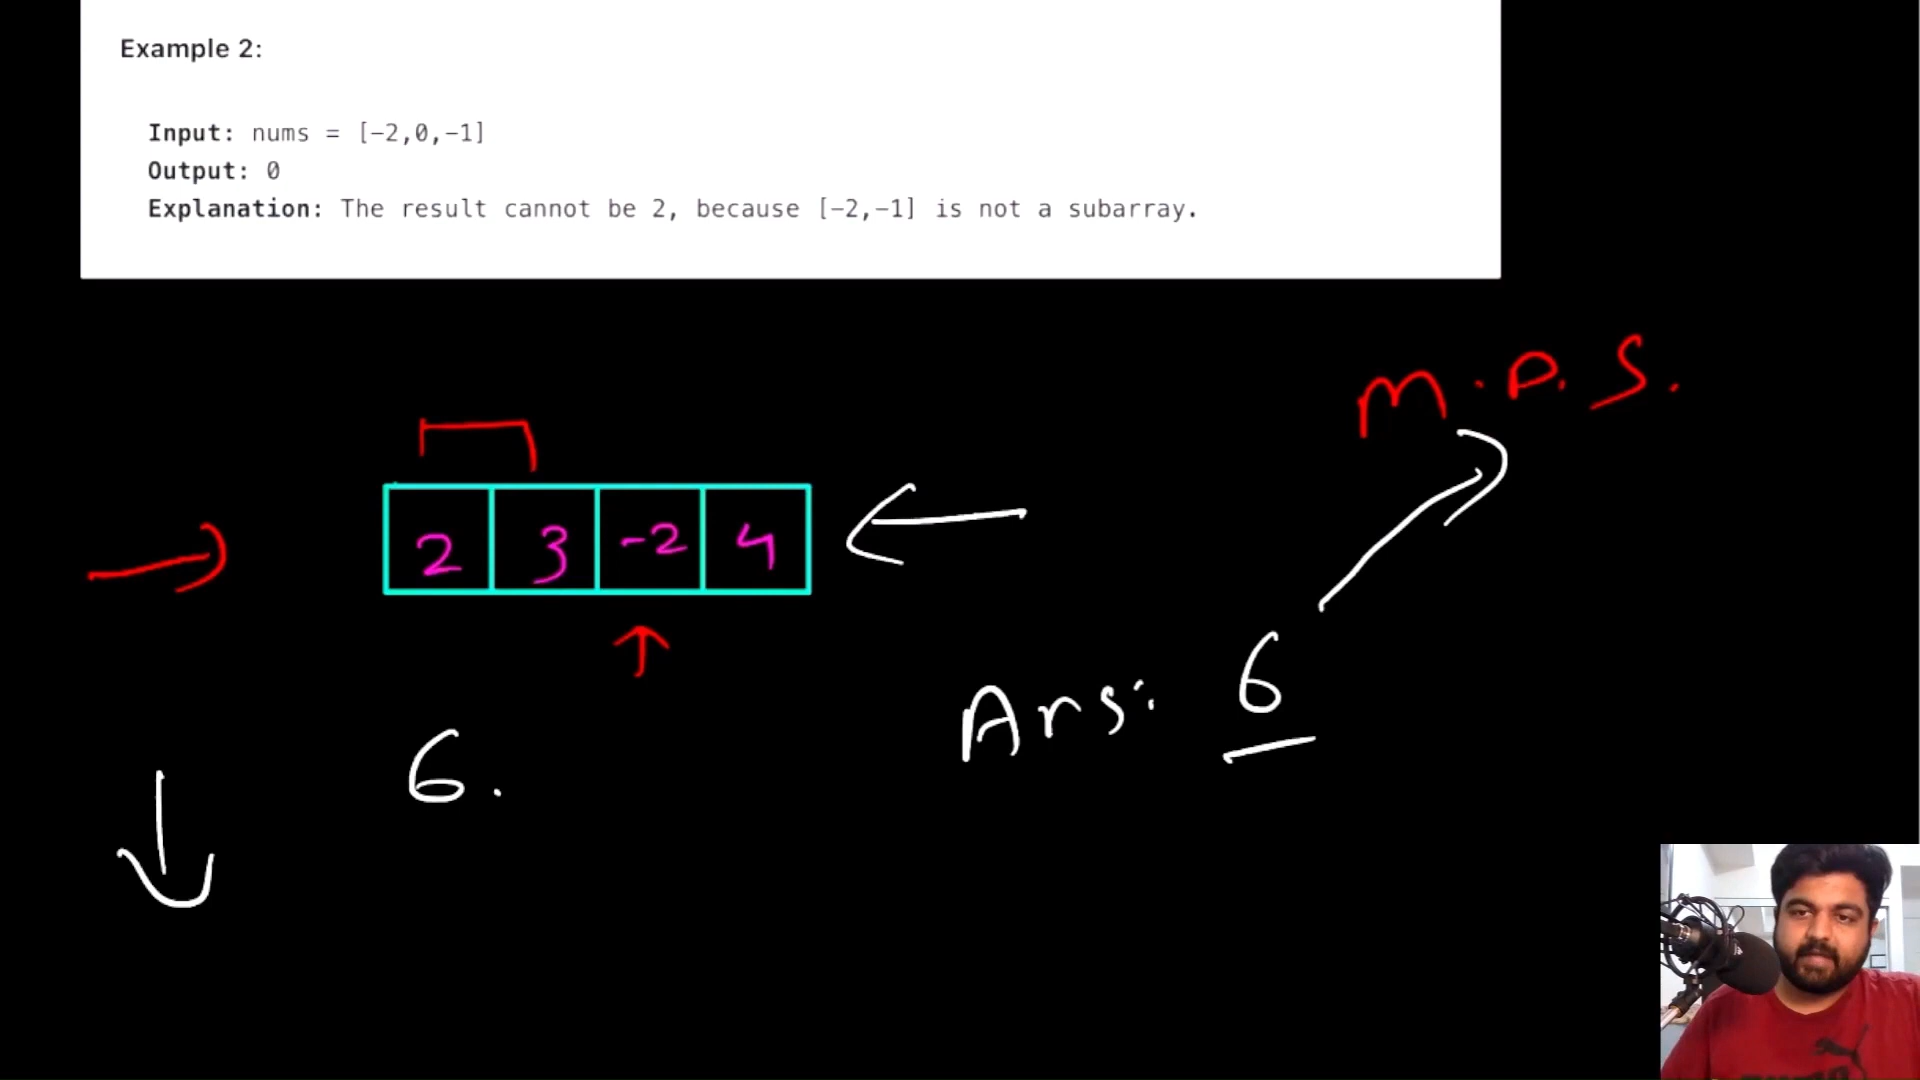 Example 2:
Input: nums = [-2,0,-1]
Output: 0
Explanation: The result cannot be 2, because [-2,-1] is not a subarray.
M.P.S.
2 3 -2 4
Ans: 6
6.